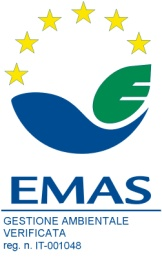 EMAS
GESTIONE AMBIENTALE
VERIFICATA
reg. n. IT-001048